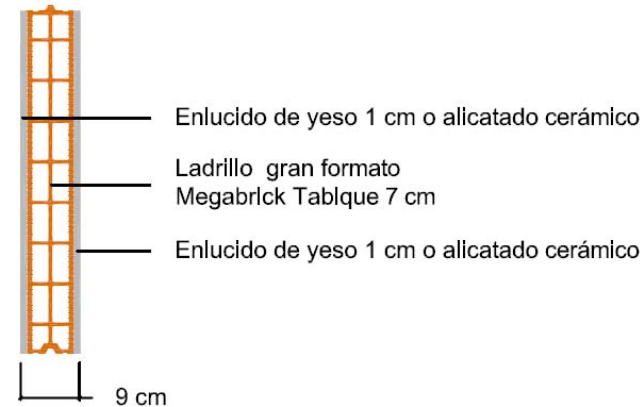 Enlucido de yeso 1 cm o alicatado cerámico
Ladrillo gran formato
Megabrlck Tablque 7 cm
Enlucido de yeso 1 cm o alicatado cerámico
9 cm